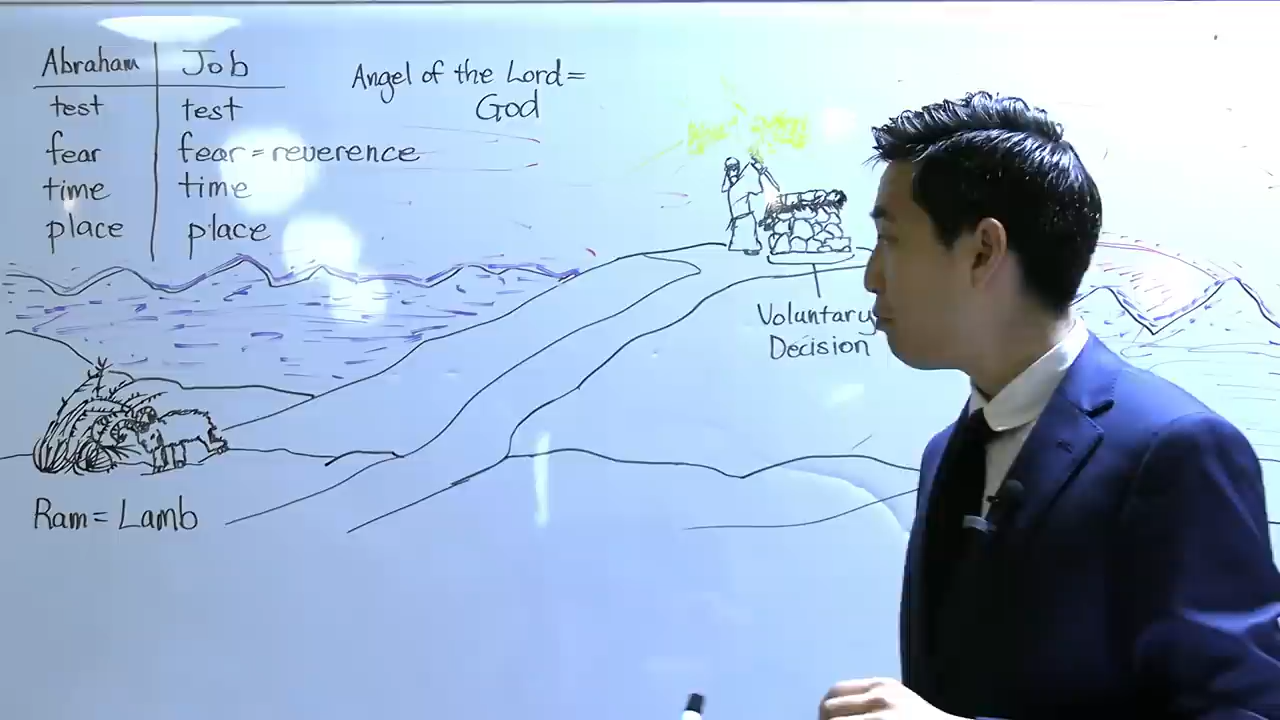 Abraham Job
test test
fear fear = reverence
time time
place place
Angel of the Lord =
God
Voluntary
Decision
Ram = Lamb